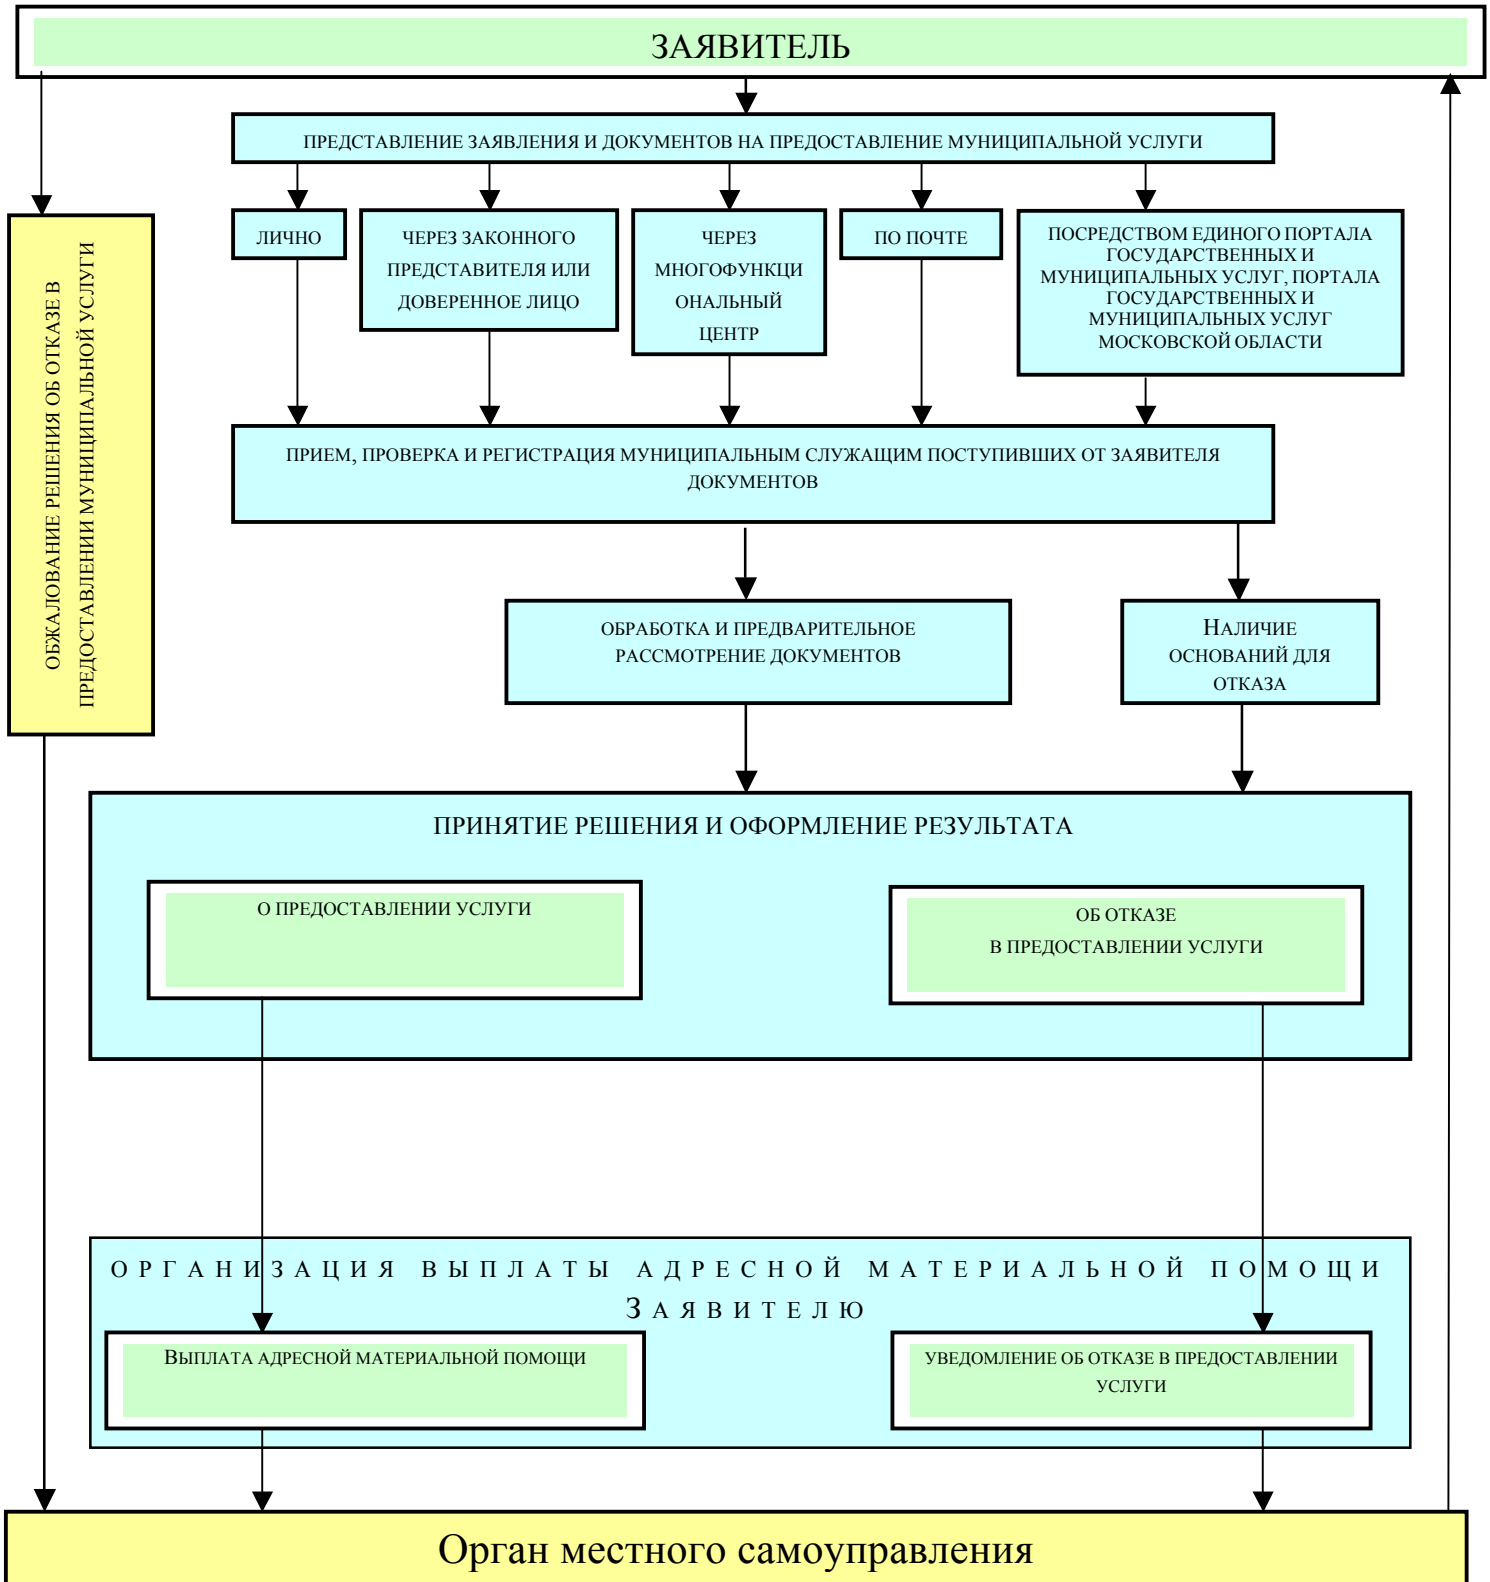 ЗАЯВИТЕЛЬ
ПРЕДСТАВЛЕНИЕ ЗАЯВЛЕНИЯ И ДОКУМЕНТОВ НА ПРЕДОСТАВЛЕНИЕ МУНИЦИПАЛЬНОЙ УСЛУГИ
ЛИЧНО
ЧЕРЕЗ ЗАКОННОГО
ПРЕДСТАВИТЕЛЯ ИЛИ
ДОВЕРЕННОЕ ЛИЦО
ЧЕРЕЗ
МНОГОФУНКЦИ
ОНАЛЬНЫЙ
ЦЕНТР
ПО ПОЧТЕ
ПОСРЕДСТВОМ ЕДИНОГО ПОРТАЛА
ГОСУДАРСТВЕННЫХ И
МУНИЦИПАЛЬНЫХ УСЛУГ, ПОРТАЛА
ГОСУДАРСТВЕННЫХ И
МУНИЦИПАЛЬНЫХ УСЛУГ
МОСКОВСКОЙ ОБЛАСТИ
ОБЖАЛОВАНИЕ РЕШЕНИЯ ОБ ОТКАЗЕ В
ПРЕДОСТАВЛЕНИИ МУНИЦИПАЛЬНОЙ УСЛУГИ
ПРИЕМ, ПРОВЕРКА И РЕГИСТРАЦИЯ МУНИЦИПАЛЬНЫМ СЛУЖАЩИМ ПОСТУПИВШИХ ОТ ЗАЯВИТЕЛЯ
ДОКУМЕНТОВ
ОБРАБОТКА И ПРЕДВАРИТЕЛЬНОЕ
РАССМОТРЕНИЕ ДОКУМЕНТОВ
НАЛИЧИЕ
ОСНОВАНИЙ ДЛЯ
ОТКАЗА
ПРИНЯТИЕ РЕШЕНИЯ И ОФОРМЛЕНИЕ РЕЗУЛЬТАТА
О ПРЕДОСТАВЛЕНИИ УСЛУГИ
ОБ ОТКАЗЕ
В ПРЕДОСТАВЛЕНИИ УСЛУГИ
ОРГАНИЗАЦИЯ ВЫПЛАТЫ АДРЕСНОЙ МАТЕРИАЛЬНОЙ ПОМОЩИ
ЗАЯВИТЕЛЮ
ВЫПЛАТА АДРЕСНОЙ МАТЕРИАЛЬНОЙ ПОМОЩИ
УВЕДОМЛЕНИЕ ОБ ОТКАЗЕ В ПРЕДОСТАВЛЕНИИ
УСЛУГИ
Орган местного самоуправления